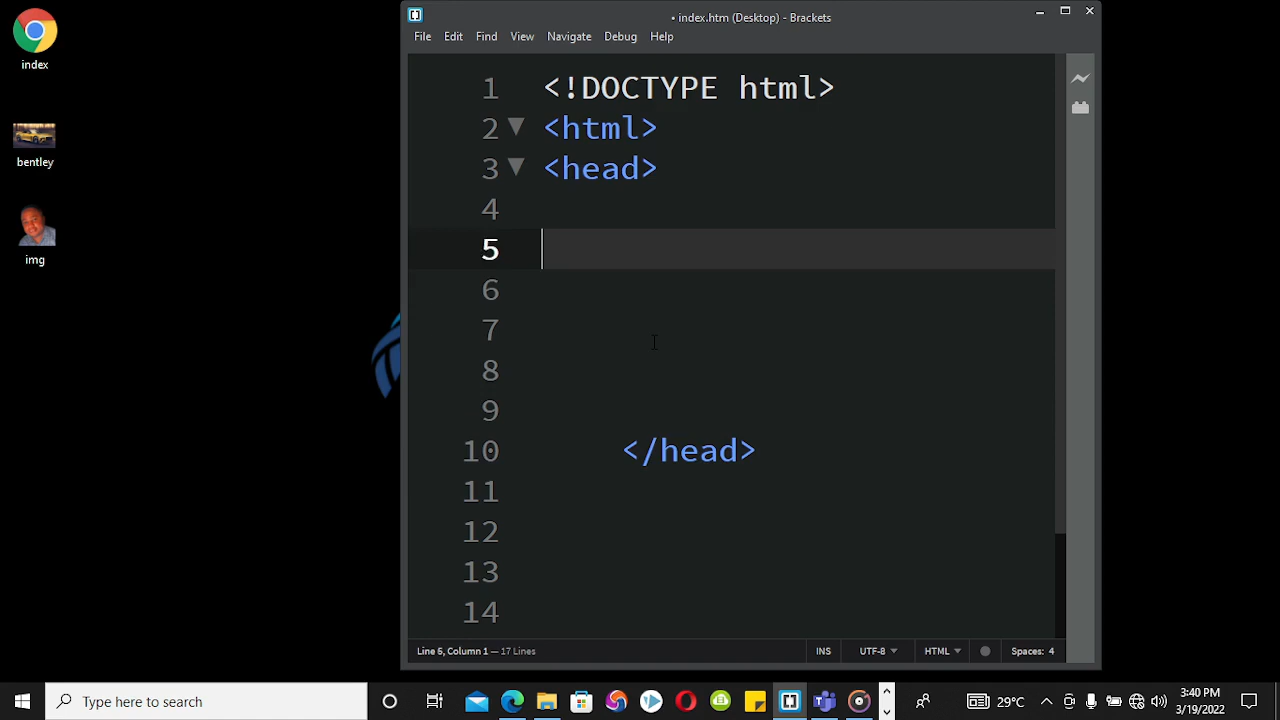 index
bentley
img
• index.htm (Desktop) - Brackets
File Edit Find View Navigate Debug Help
1 <!DOCTYPE html>
2 <html>
3 <head>
4
5
6
7
8
9
10 </head>
11
12
13
14
Line 5, Column 1 — 17 Lines
INS UTF-8 HTML Spaces: 4
Type here to search
29°C
3:40 PM
3/19/2022